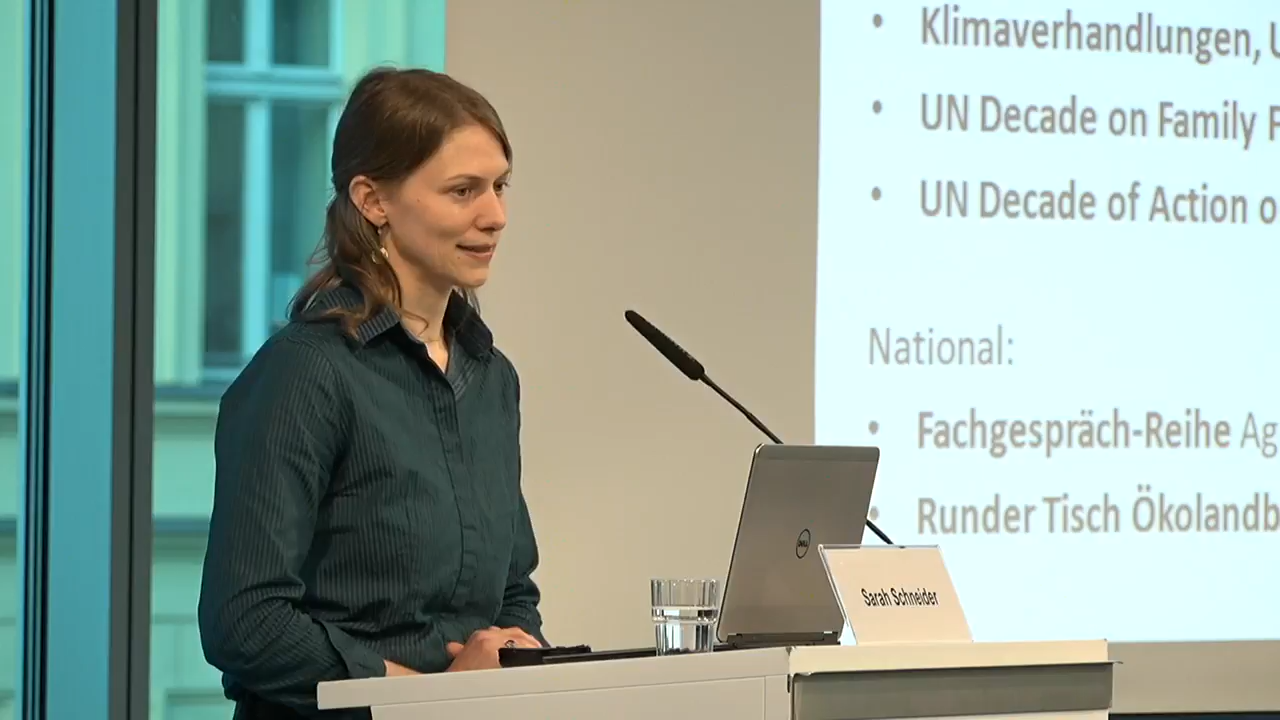 • Klimaverhandlungen,
• UN Decade on Family
• UN Decade of Action
National:
• Fachgespräch-Reihe
• Runder Tisch
DELL
Sarah Schneider